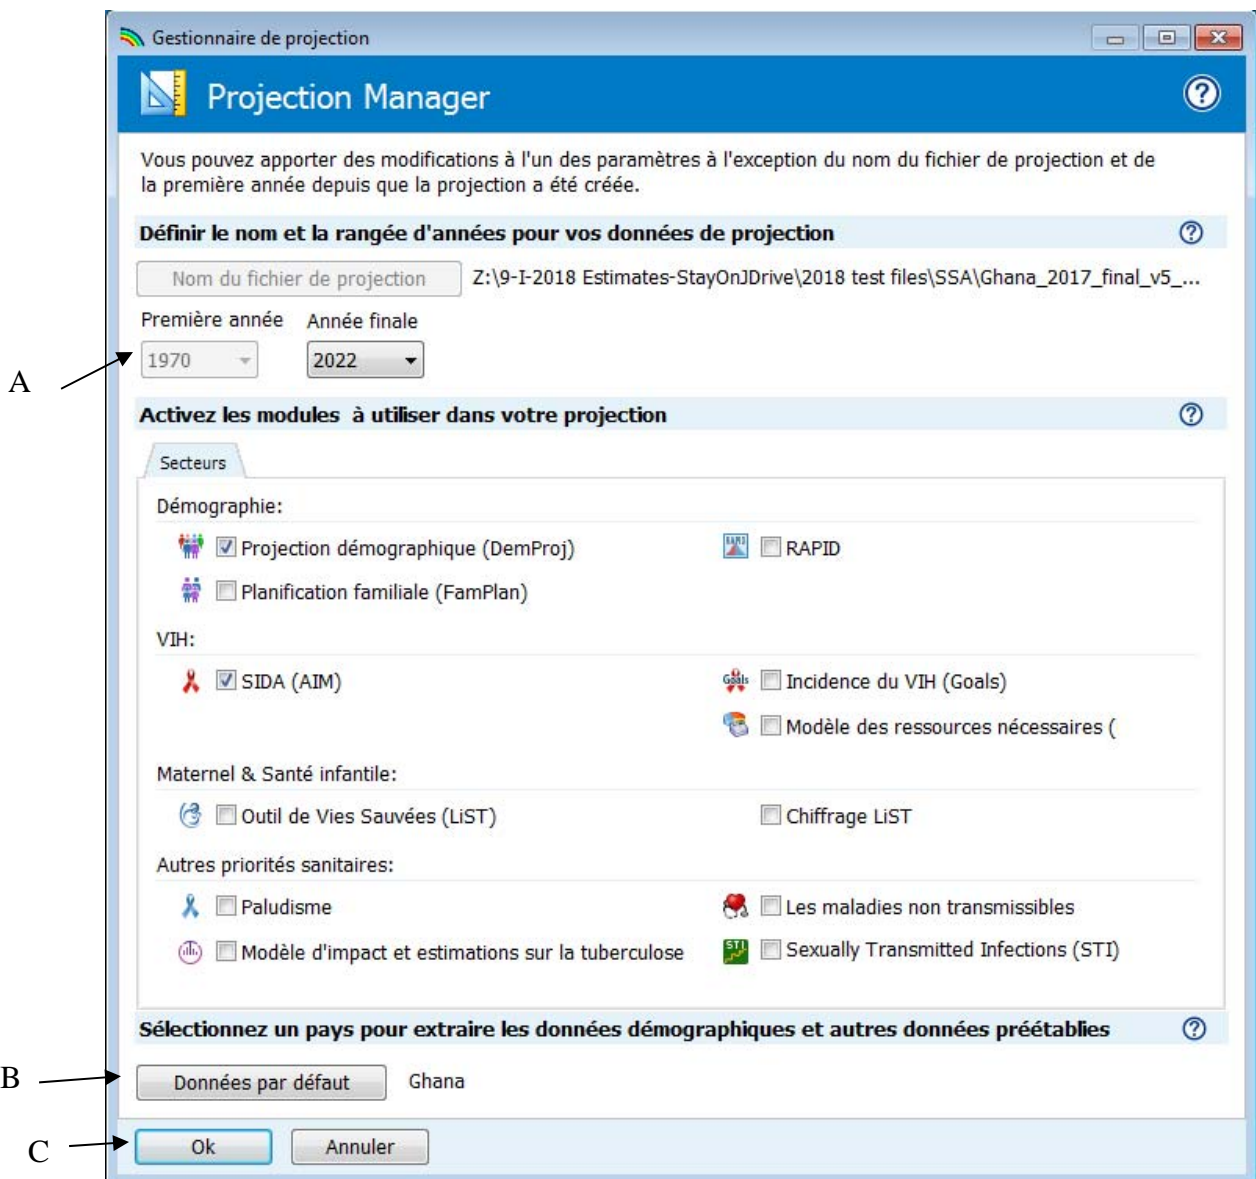 Gestionnaire de projection
Projection Manager
Vous pouvez apporter des modifications à l'un des paramètres à l'exception du nom du fichier de projection et de
la première année depuis que la projection a été créée.
Définir le nom et la rangée d'années pour vos données de projection
Nom du fichier de projection Z:\9-I-2018 Estimates-StayOnJDrive\2018 test files\SSA\Ghana_2017_final_v5_...
Première année Année finale
A 1970 2022
Activez les modules à utiliser dans votre projection
Secteurs
Démographie:
Projection démographique (DemProj) RAPID
Planification familiale (FamPlan)
VIH:
SIDA (AIM) Goals Incidence du VIH (Goals)
Modèle des ressources nécessaires (
Maternel & Santé infantile:
Outil de Vies Sauvées (LiST) Chiffrage LiST
Autres priorités sanitaires:
Paludisme Les maladies non transmissibles
Modèle d'impact et estimations sur la tuberculose STI Sexually Transmitted Infections (STI)
Sélectionnez un pays pour extraire les données démographiques et autres données préétablies
B Données par défaut Ghana
C Ok Annuler